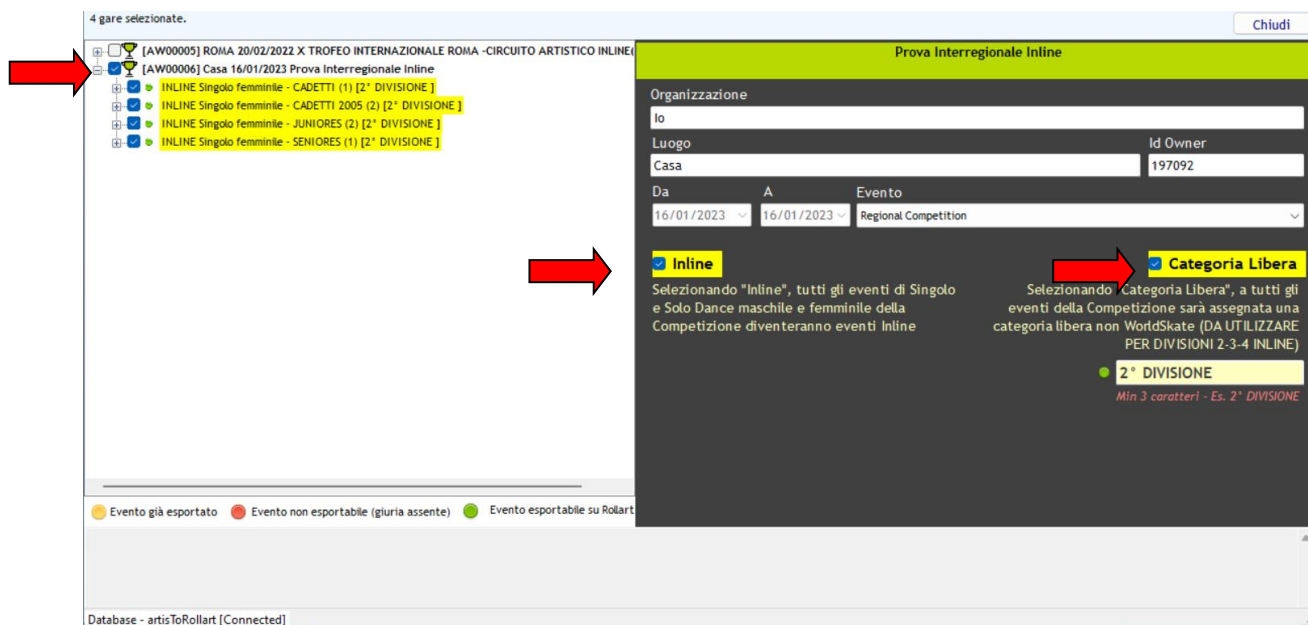 4 gare selezionate.
Chiudi
[AW00005] ROMA 20/02/2022 X TROFEO INTERNAZIONALE ROMA -CIRCUITO ARTISTICO INLINE(
[AW00006] Casa 16/01/2023 Prova Interregionale Inline
INLINE Singolo femminile - CADETTI (1) [2° DIVISIONE ]
INLINE Singolo femminile - CADETTI 2005 (2) [2° DIVISIONE ]
INLINE Singolo femminile - JUNIORES (2) [2° DIVISIONE ]
INLINE Singolo femminile - SENIORES (1) [2° DIVISIONE ]
Prova Interregionale Inline
Organizzazione
Io
Luogo
Id Owner
Casa
197092
Da
A
Evento
16/01/2023
16/01/2023
Regional Competition
Inline
Selezionando "Inline", tutti gli eventi di Singolo
e Solo Dance maschile e femminile della
Competizione diventeranno eventi Inline
Categoria Libera
Selezionando "Categoria Libera", a tutti gli
eventi della Competizione sarà assegnata una
categoria libera non WorldSkate (DA UTILIZZARE
PER DIVISIONI 2-3-4 INLINE)
2° DIVISIONE
Min 3 caratteri - Es. 2° DIVISIONE
Evento già esportato
Evento non esportabile (giuria assente)
Evento esportabile su Rollart
Database - artisToRollart [Connected]